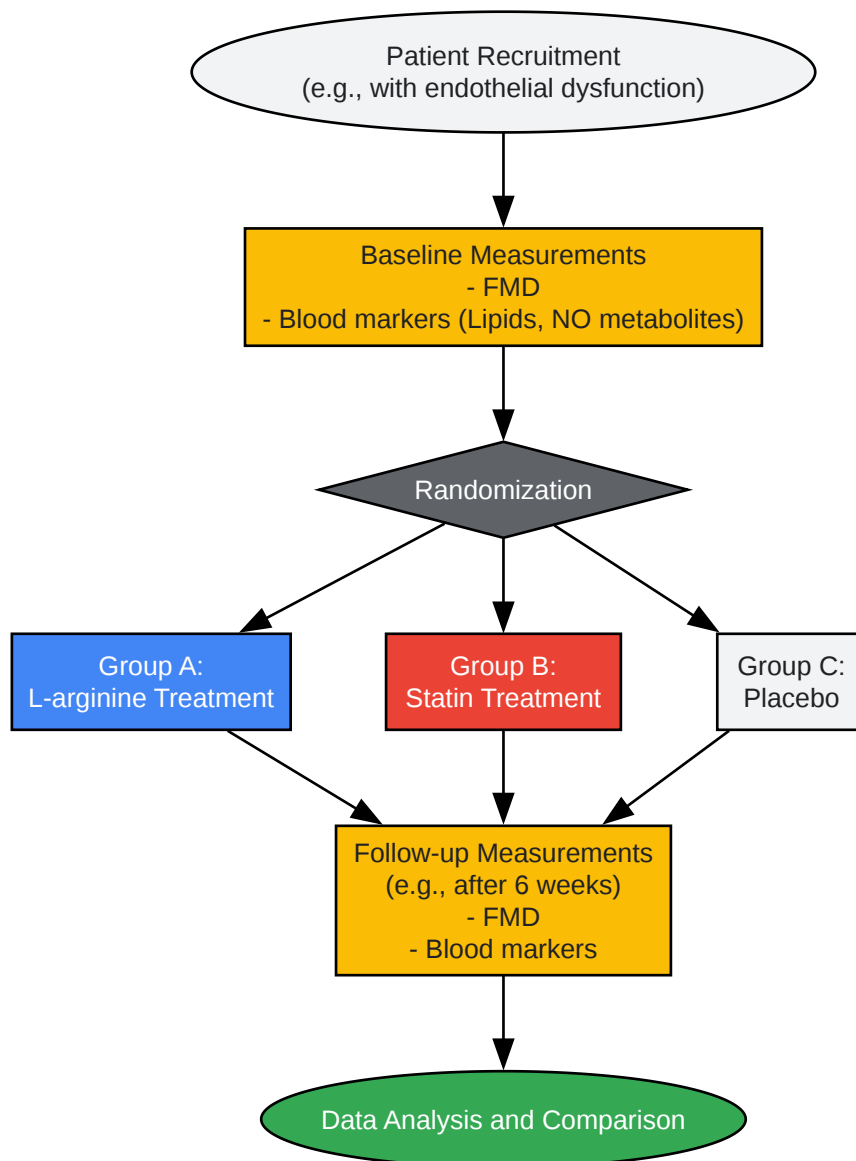 Patient Recruitment
(e.g., with endothelial dysfunction)
Baseline Measurements
- FMD
- Blood markers (Lipids, NO metabolites)
Randomization
Group A:
L-arginine Treatment
Group B:
Statin Treatment
Group C:
Placebo
Follow-up Measurements
(e.g., after 6 weeks)
- FMD
- Blood markers
Data Analysis and Comparison